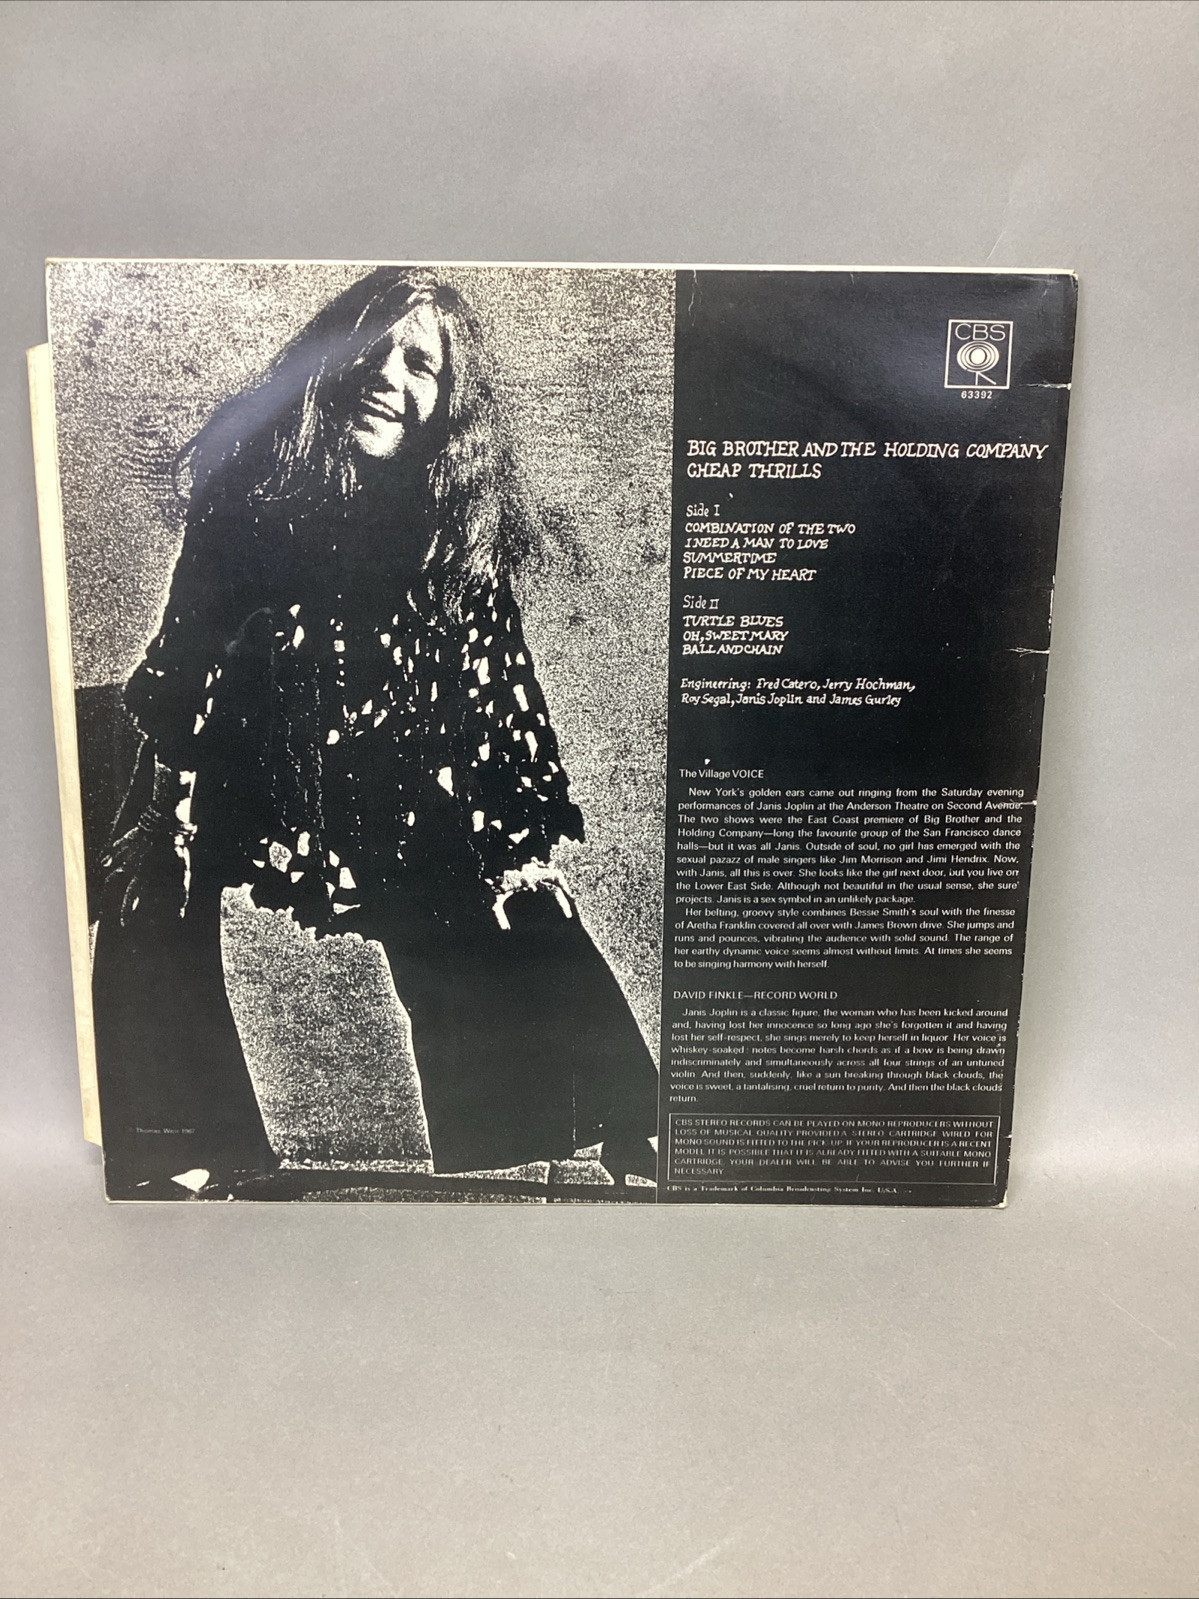 CBS
63392
BIG BROTHER AND THE HOLDING COMPANY
CHEAP THRILLS
Side I
COMBINATION OF THE TWO
I NEED A MAN TO LOVE
SUMMERTIME
PIECE OF MY HEART
Side II
TURTLE BLUES
OH, SWEET MARY
BALL AND CHAIN
Engineering: Fred Catero, Jerry Hochman,
Roy Segal, Janis Joplin and James Gurley
The Village VOICE
New York's golden ears came out ringing from the Saturday evening
performances of Janis Joplin at the Anderson Theatre on Second Avenue.
The two shows were the East Coast premiere of Big Brother and the
Holding Company—long the favourite group of the San Francisco dance
halls—but it was all Janis. Outside of soul, no girl has emerged with the
sexual pazazz of male singers like Jim Morrison and Jimi Hendrix. Now,
with Janis, all this is over. She looks like the girl next door, but you live on
the Lower East Side. Although not beautiful in the usual sense, she sure
projects. Janis is a sex symbol in an unlikely package.
Her belting, groovy style combines Bessie Smith's soul with the finesse
of Aretha Franklin covered all over with James Brown drive. She jumps and
runs and pounces, vibrating the audience with solid sound. The range of
her earthy dynamic voice seems almost without limits. At times she seems
to be singing harmony with herself.
DAVID FINKLE—RECORD WORLD
Janis Joplin is a classic figure, the woman who has been kicked around
and, having lost her innocence so long ago she's forgotten it and having
lost her self-respect, she sings merely to keep herself in liquor. Her voice is
whiskey-soaked: notes become harsh chords as if a bow is being drawn
indiscriminately and simultaneously across all four strings of an untuned
violin. And then, suddenly, like a sun breaking through black clouds, the
voice is sweet, a tantalising, cruel return to purity. And then the black clouds
return.
CBS STEREO RECORDS CAN BE PLAYED ON MONO REPRODUCERS WITHOUT
LOSS OF MUSICAL QUALITY PROVIDED A STEREO CARTRIDGE WIRED FOR
MONO SOUND IS FITTED TO THE PICK-UP. IF YOUR REPRODUCER IS A RECENT
MODEL IT IS POSSIBLE THAT IT IS ALREADY FITTED WITH A SUITABLE MONO
CARTRIDGE. YOUR DEALER WILL BE ABLE TO ADVISE YOU FURTHER IF
NECESSARY.
CBS is a Trademark of Columbia Broadcasting System Inc. U.S.A.
© Thomas Weir 1967